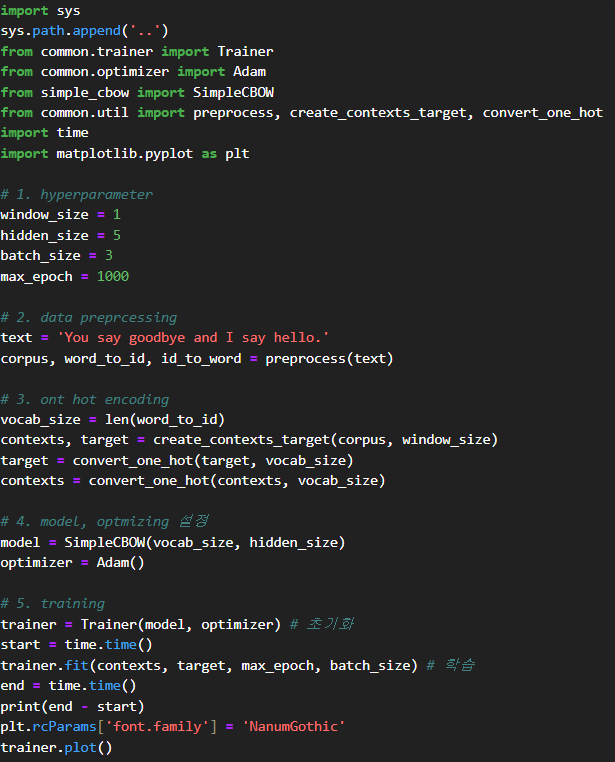 import sys
sys.path.append('..')
from common.trainer import Trainer
from common.optimizer import Adam
from simple_cbow import SimpleCBOW
from common.util import preprocess, create_contexts_target, convert_one_hot
import time
import matplotlib.pyplot as plt
# 1. hyperparameter
window_size = 1
hidden_size = 5
batch_size = 3
max_epoch = 1000
# 2. data preprcessing
text = 'You say goodbye and I say hello.'
corpus, word_to_id, id_to_word = preprocess(text)
# 3. ont hot encoding
vocab_size = len(word_to_id)
contexts, target = create_contexts_target(corpus, window_size)
target = convert_one_hot(target, vocab_size)
contexts = convert_one_hot(contexts, vocab_size)
# 4. model, optmizing 설정
model = SimpleCBOW(vocab_size, hidden_size)
optimizer = Adam()
# 5. training
trainer = Trainer(model, optimizer) # 초기화
start = time.time()
trainer.fit(contexts, target, max_epoch, batch_size) # 학습
end = time.time()
print(end - start)
plt.rcParams['font.family'] = 'NanumGothic'
trainer.plot()